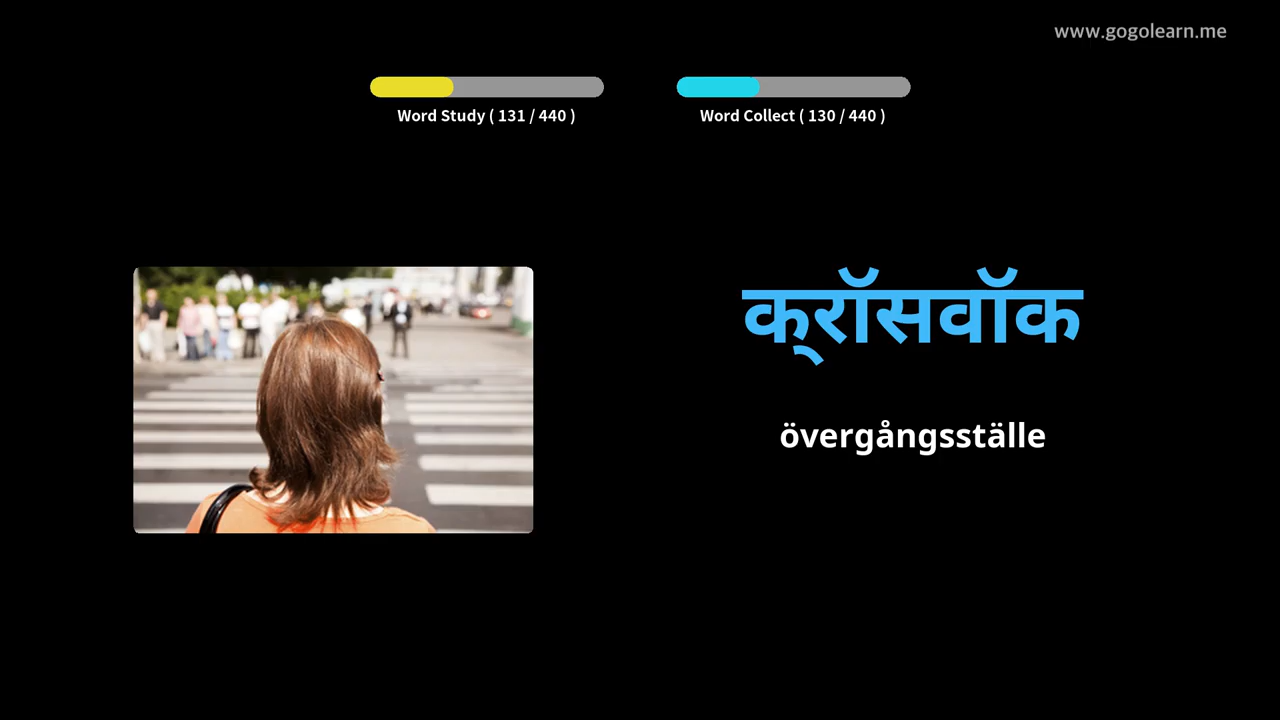 www.gogolearn.me
Word Study ( 131 / 440 )
Word Collect ( 130 / 440 )
क्रॉसवॉक
övergångsställe